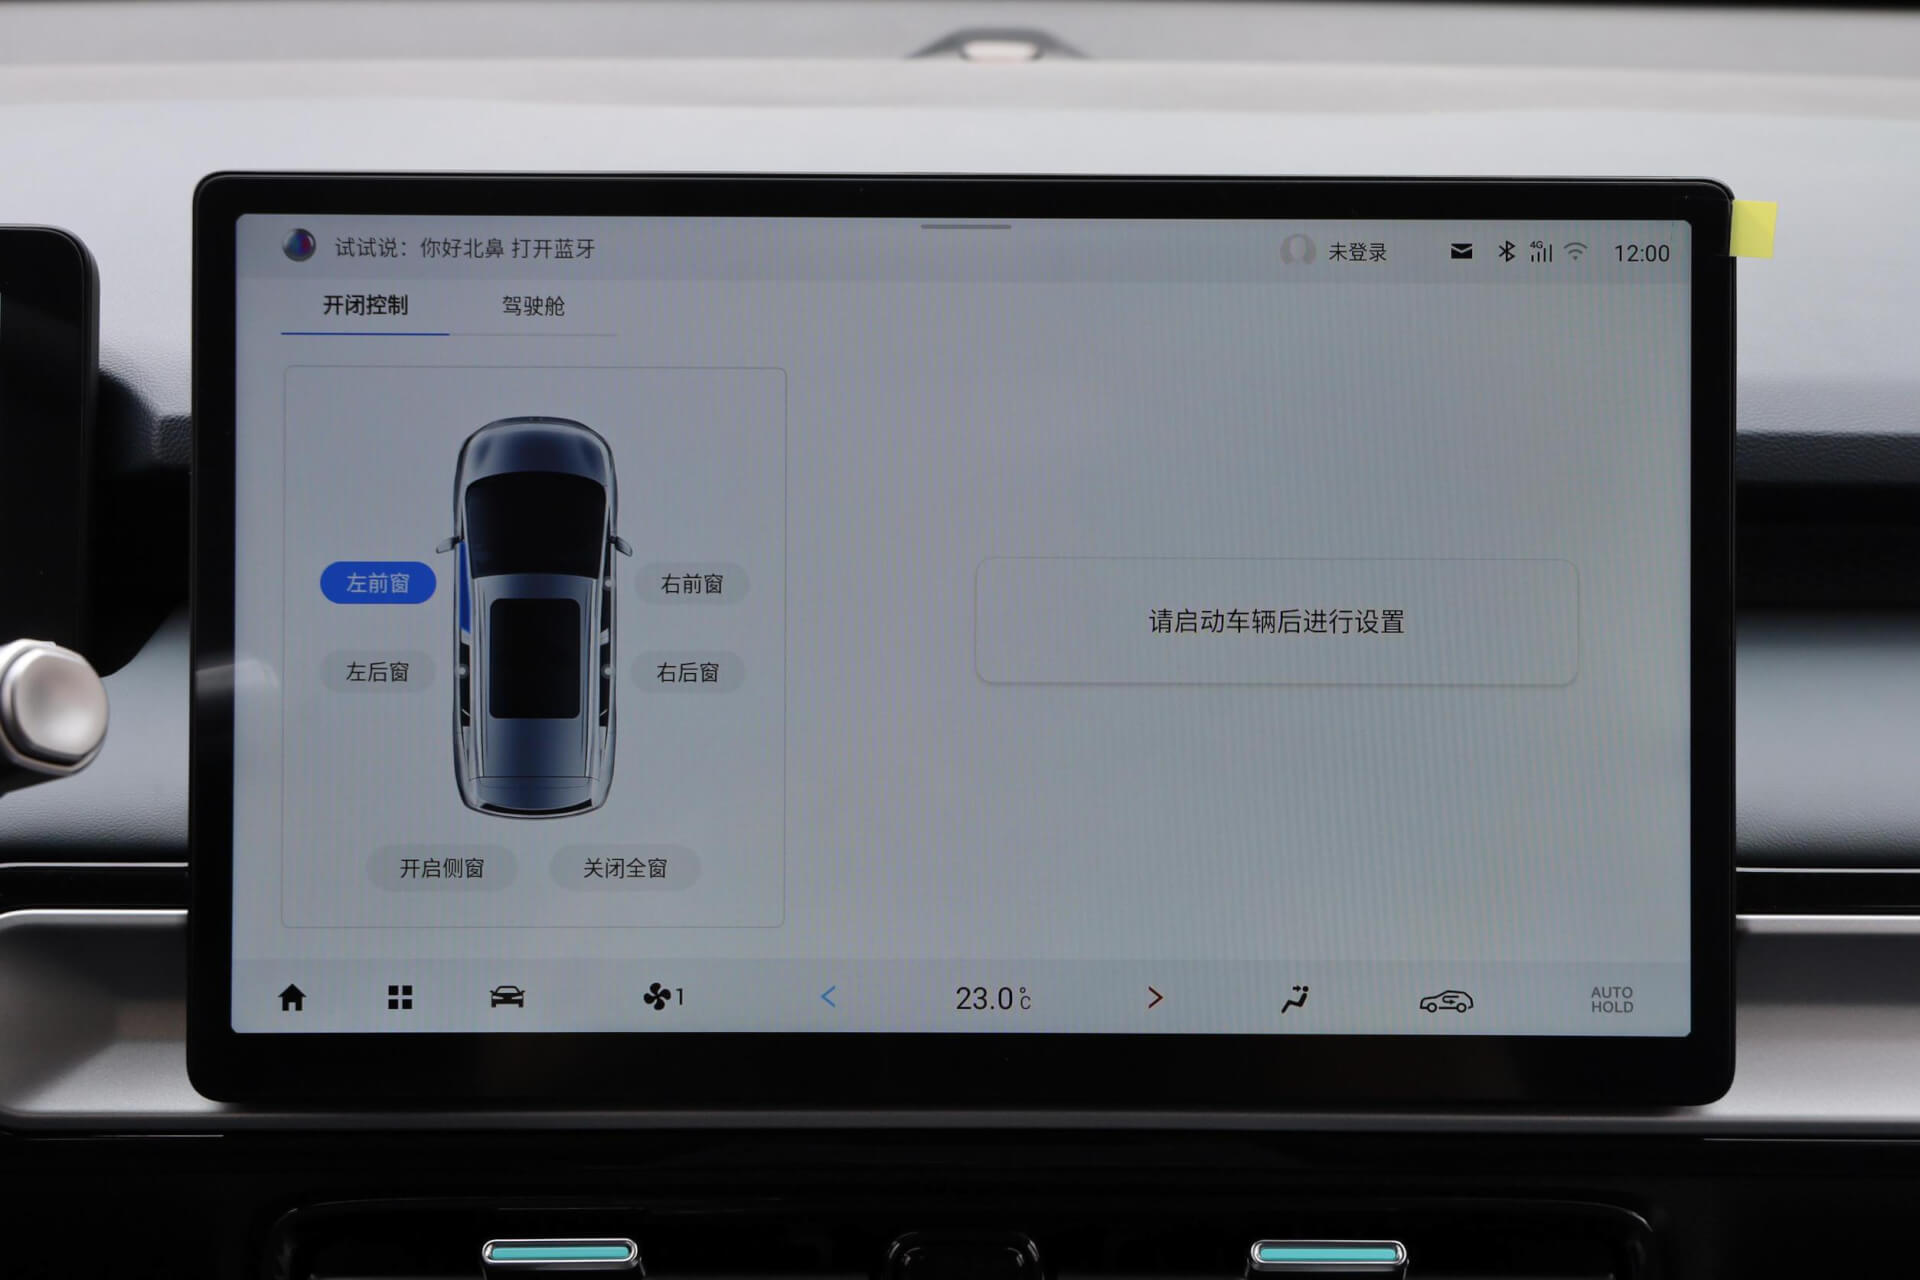 试试说：你好北鼻 打开蓝牙
未登录
4G
12:00
开闭控制
驾驶舱
左前窗
右前窗
左后窗
右后窗
开启侧窗
关闭全窗
请启动车辆后进行设置
1
23.0℃
AUTO
HOLD